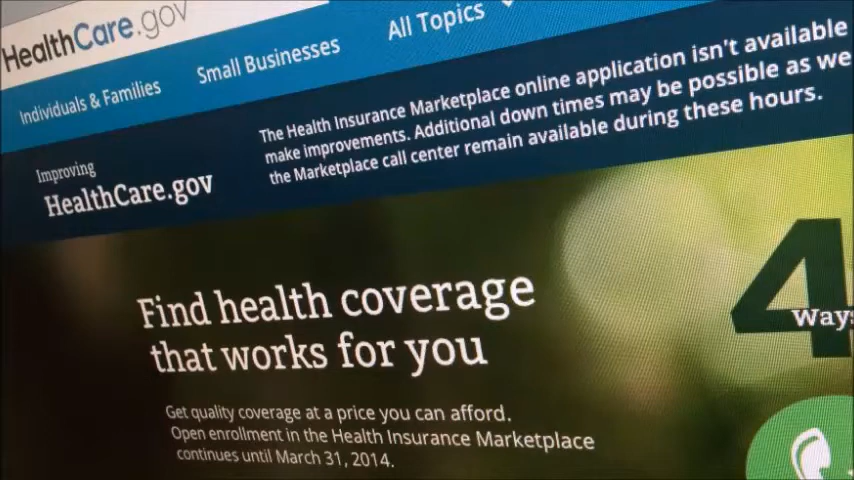 HealthCare.gov
Individuals & Families
Small Businesses
All Topics
Improving
HealthCare.gov
The Health Insurance Marketplace online application isn't available
make improvements. Additional down times may be possible as we
the Marketplace call center remain available during these hours.
Find health coverage
that works for you
Get quality coverage at a price you can afford.
Open enrollment in the Health Insurance Marketplace
continues until March 31, 2014.
4
Ways